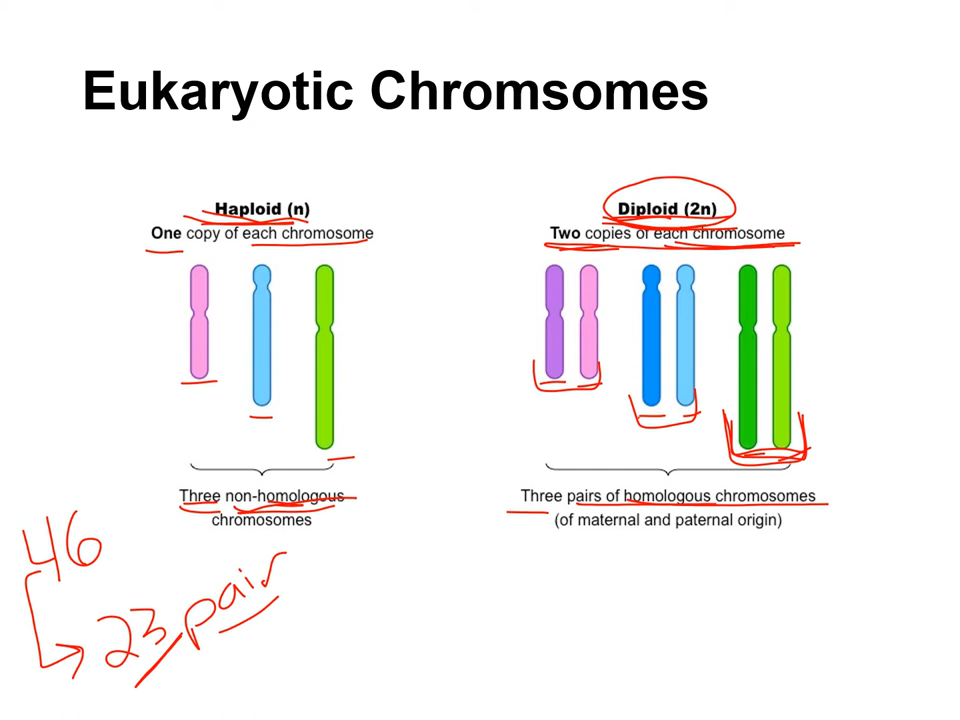 Eukaryotic Chromsomes
Haploid (n)
One copy of each chromosome
Three non-homologous
chromosomes
Diploid (2n)
Two copies of each chromosome
Three pairs of homologous chromosomes
(of maternal and paternal origin)
46
23 pair